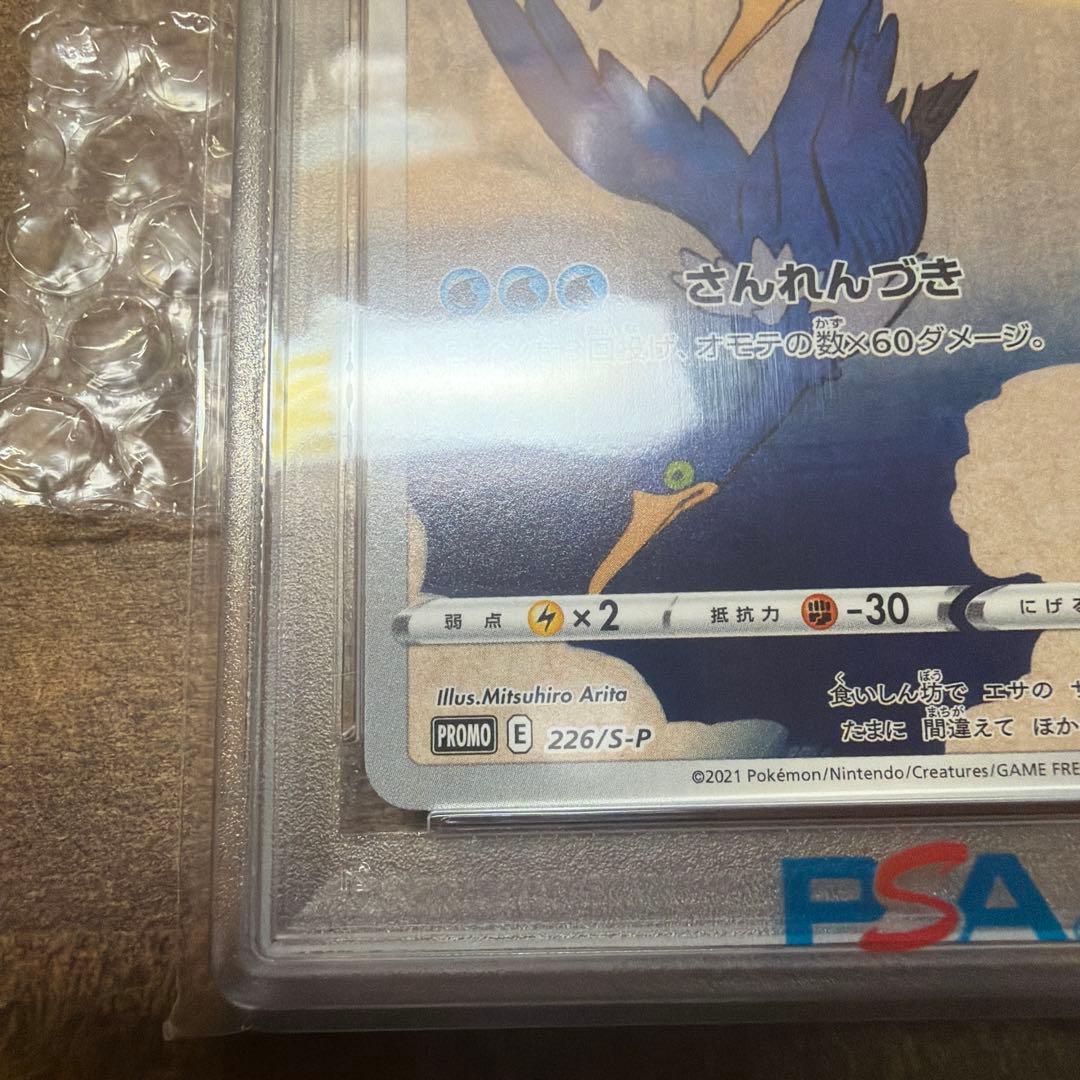 さんれんづき
投げ、オモテの数×60ダメージ。
かず
弱点 ×2 抵抗力 -30 にげる
Illus.Mitsuhiro Arita
PROMO E 226/S-P
食いしん坊で エサの
く ぼう
たまに 間違えて ほか
まちが
©2021 Pokémon/Nintendo/Creatures/GAME FRE
PSA